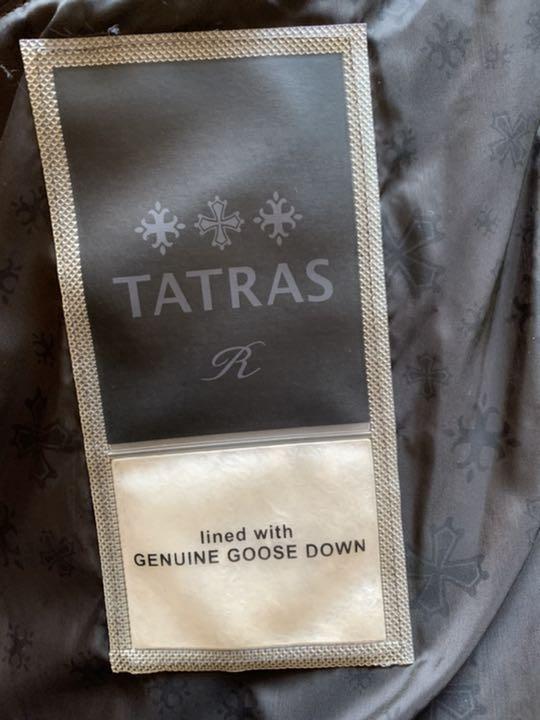 TATRAS
R
lined with
GENUINE GOOSE DOWN